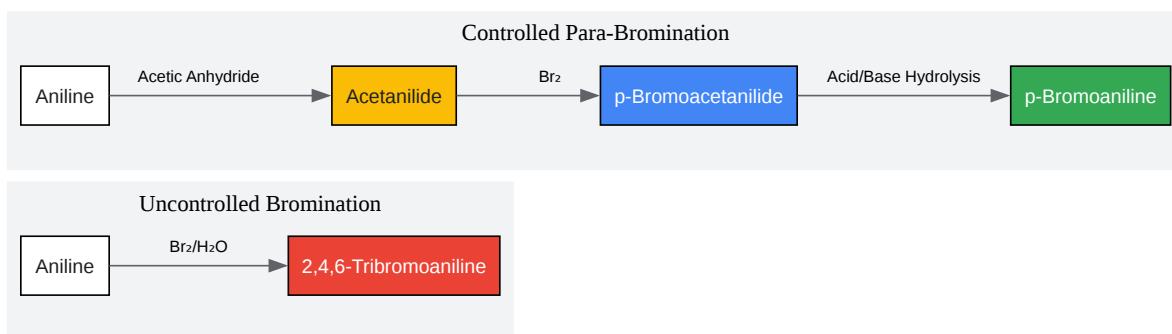 Controlled Para-Bromination
Aniline
Acetic Anhydride
Acetanilide
Br₂
p-Bromoacetanilide
Acid/Base Hydrolysis
p-Bromoaniline
Uncontrolled Bromination
Aniline
Br₂/H₂O
2,4,6-Tribromoaniline